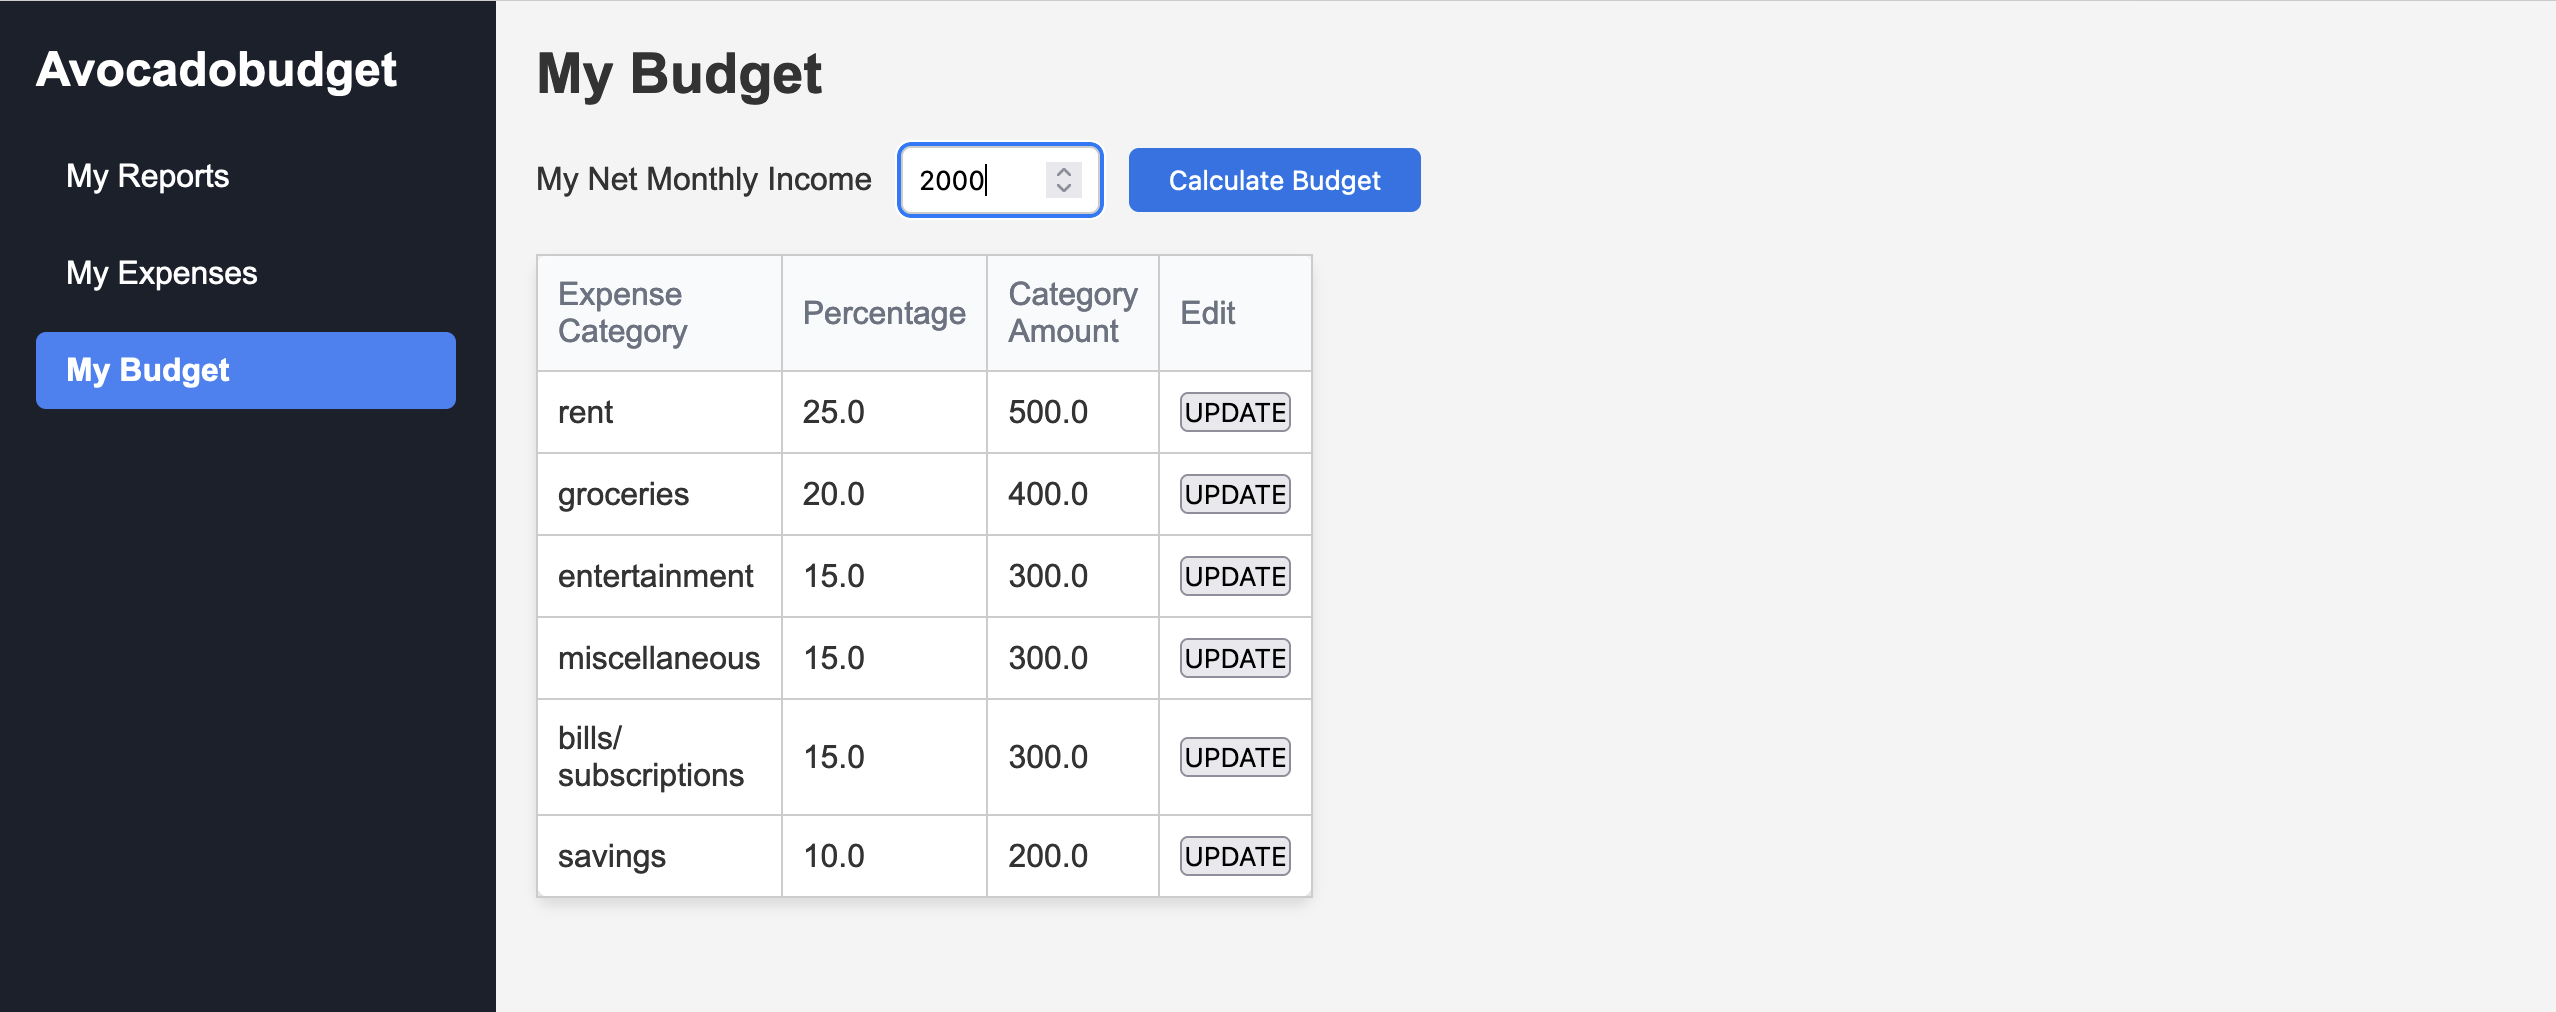 Avocadobudget
My Reports
My Expenses
My Budget
My Budget
My Net Monthly Income 2000 Calculate Budget
Expense Category Percentage Category Amount Edit
rent 25.0 500.0 UPDATE
groceries 20.0 400.0 UPDATE
entertainment 15.0 300.0 UPDATE
miscellaneous 15.0 300.0 UPDATE
bills/ subscriptions 15.0 300.0 UPDATE
savings 10.0 200.0 UPDATE